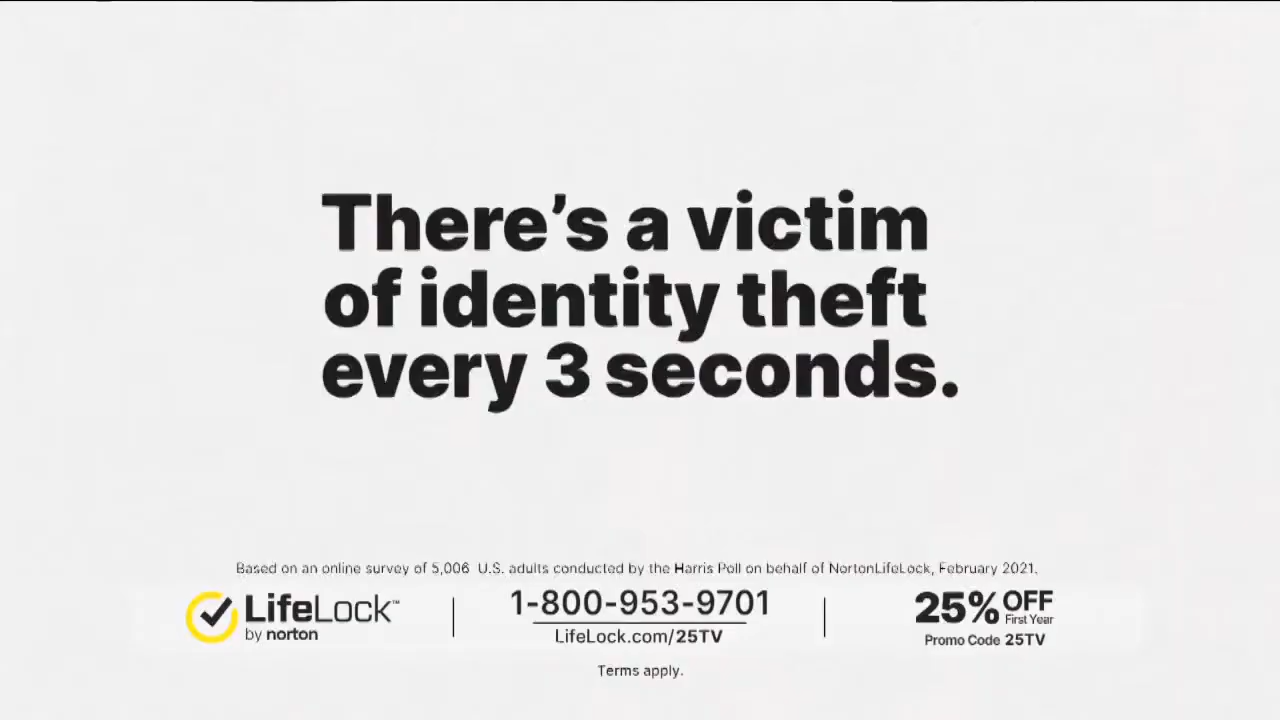 There's a victim
of identity theft
every 3 seconds.
Based on an online survey of 5,006 U.S. adults conducted by the Harris Poll on behalf of NortonLifeLock, February 2021.
LifeLock™
by norton
1-800-953-9701
LifeLock.com/25TV
25% OFF
First Year
Promo Code 25TV
Terms apply.